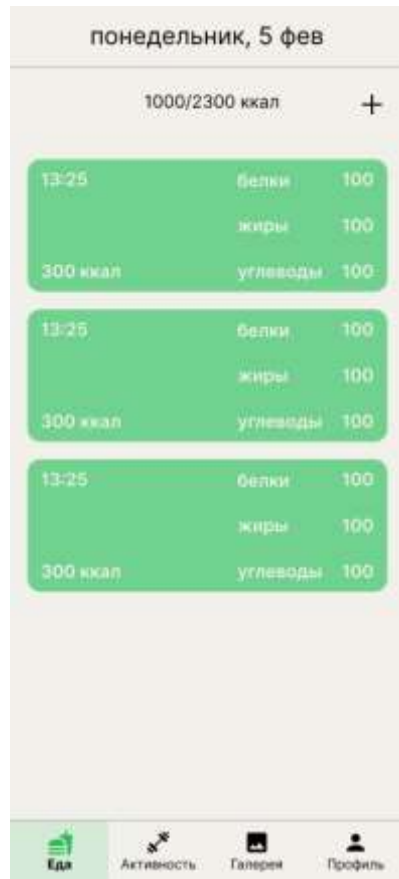 понедельник, 5 фев
1000/2300 ккал +
13:25 белки 100
жиры 100
300 ккал углеводы 100
13:25 белки 100
жиры 100
300 ккал углеводы 100
13:25 белки 100
жиры 100
300 ккал углеводы 100
Еда Активность Галерея Профиль